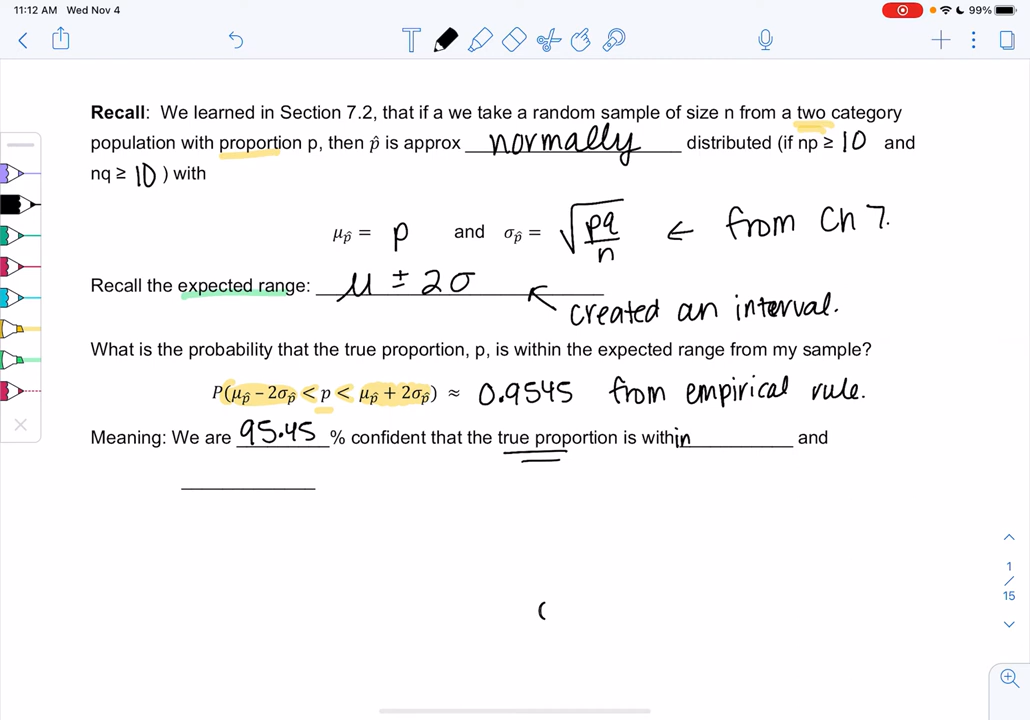 11:12 AM Wed Nov 4
99%
T
Recall: We learned in Section 7.2, that if a we take a random sample of size n from a two category
population with proportion p, then p̂ is approx normally distributed (if np ≥ 10 and
nq ≥ 10 ) with
μp̂ = p and σp̂ = √(pq/n) ← from Ch 7.
Recall the expected range: μ ± 2σ
created an interval.
What is the probability that the true proportion, p, is within the expected range from my sample?
P(μp̂ − 2σp̂ < p < μp̂ + 2σp̂) ≈ 0.9545 from empirical rule.
Meaning: We are 95.45 % confident that the true proportion is within __________ and
__________
(
1
/
15